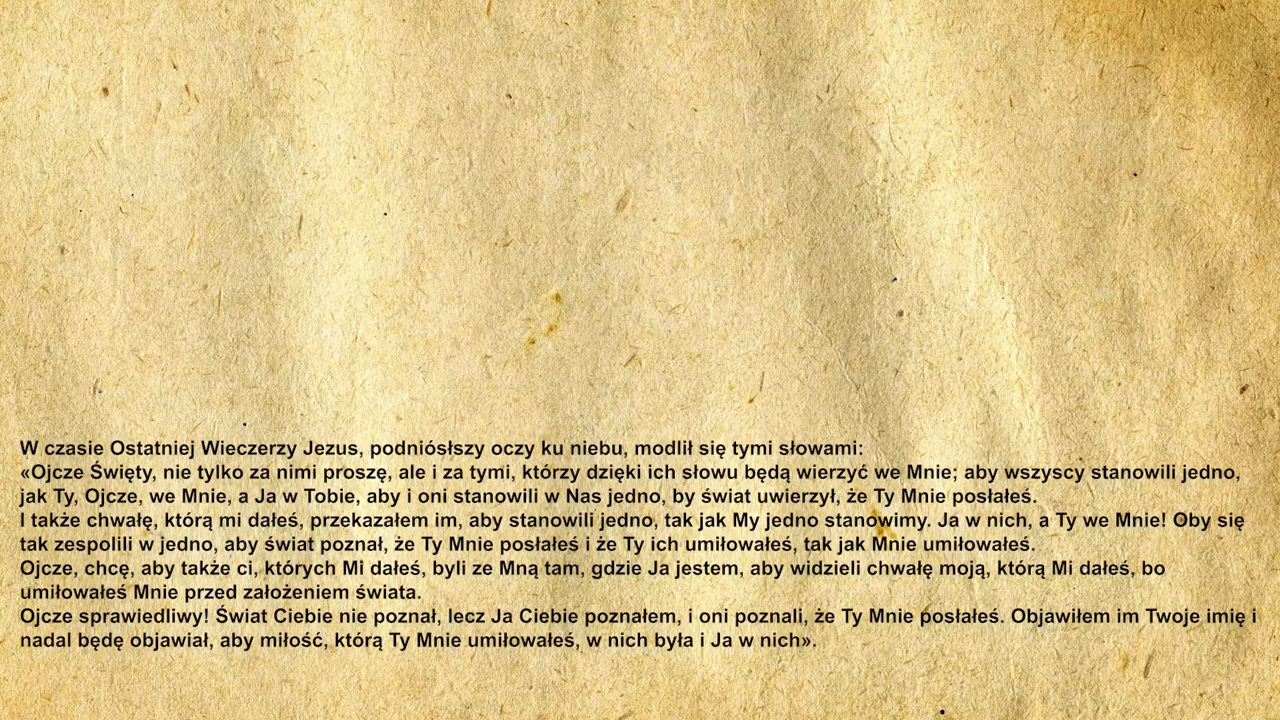 W czasie Ostatniej Wieczerzy Jezus, podniósłszy oczy ku niebu, modlił się tymi słowami:
«Ojcze Święty, nie tylko za nimi proszę, ale i za tymi, którzy dzięki ich słowu będą wierzyć we Mnie; aby wszyscy stanowili jedno,
jak Ty, Ojcze, we Mnie, a Ja w Tobie, aby i oni stanowili w Nas jedno, by świat uwierzył, że Ty Mnie posłałeś.
I także chwałę, którą mi dałeś, przekazałem im, aby stanowili jedno, tak jak My jedno stanowimy. Ja w nich, a Ty we Mnie! Oby się
tak zespolili w jedno, aby świat poznał, że Ty Mnie posłałeś i że Ty ich umiłowałeś, tak jak Mnie umiłowałeś.
Ojcze, chcę, aby także ci, których Mi dałeś, byli ze Mną tam, gdzie Ja jestem, aby widzieli chwałę moją, którą Mi dałeś, bo
umiłowałeś Mnie przed założeniem świata.
Ojcze sprawiedliwy! Świat Ciebie nie poznał, lecz Ja Ciebie poznałem, i oni poznali, że Ty Mnie posłałeś. Objawiłem im Twoje imię i
nadal będę objawiał, aby miłość, którą Ty Mnie umiłowałeś, w nich była i Ja w nich».